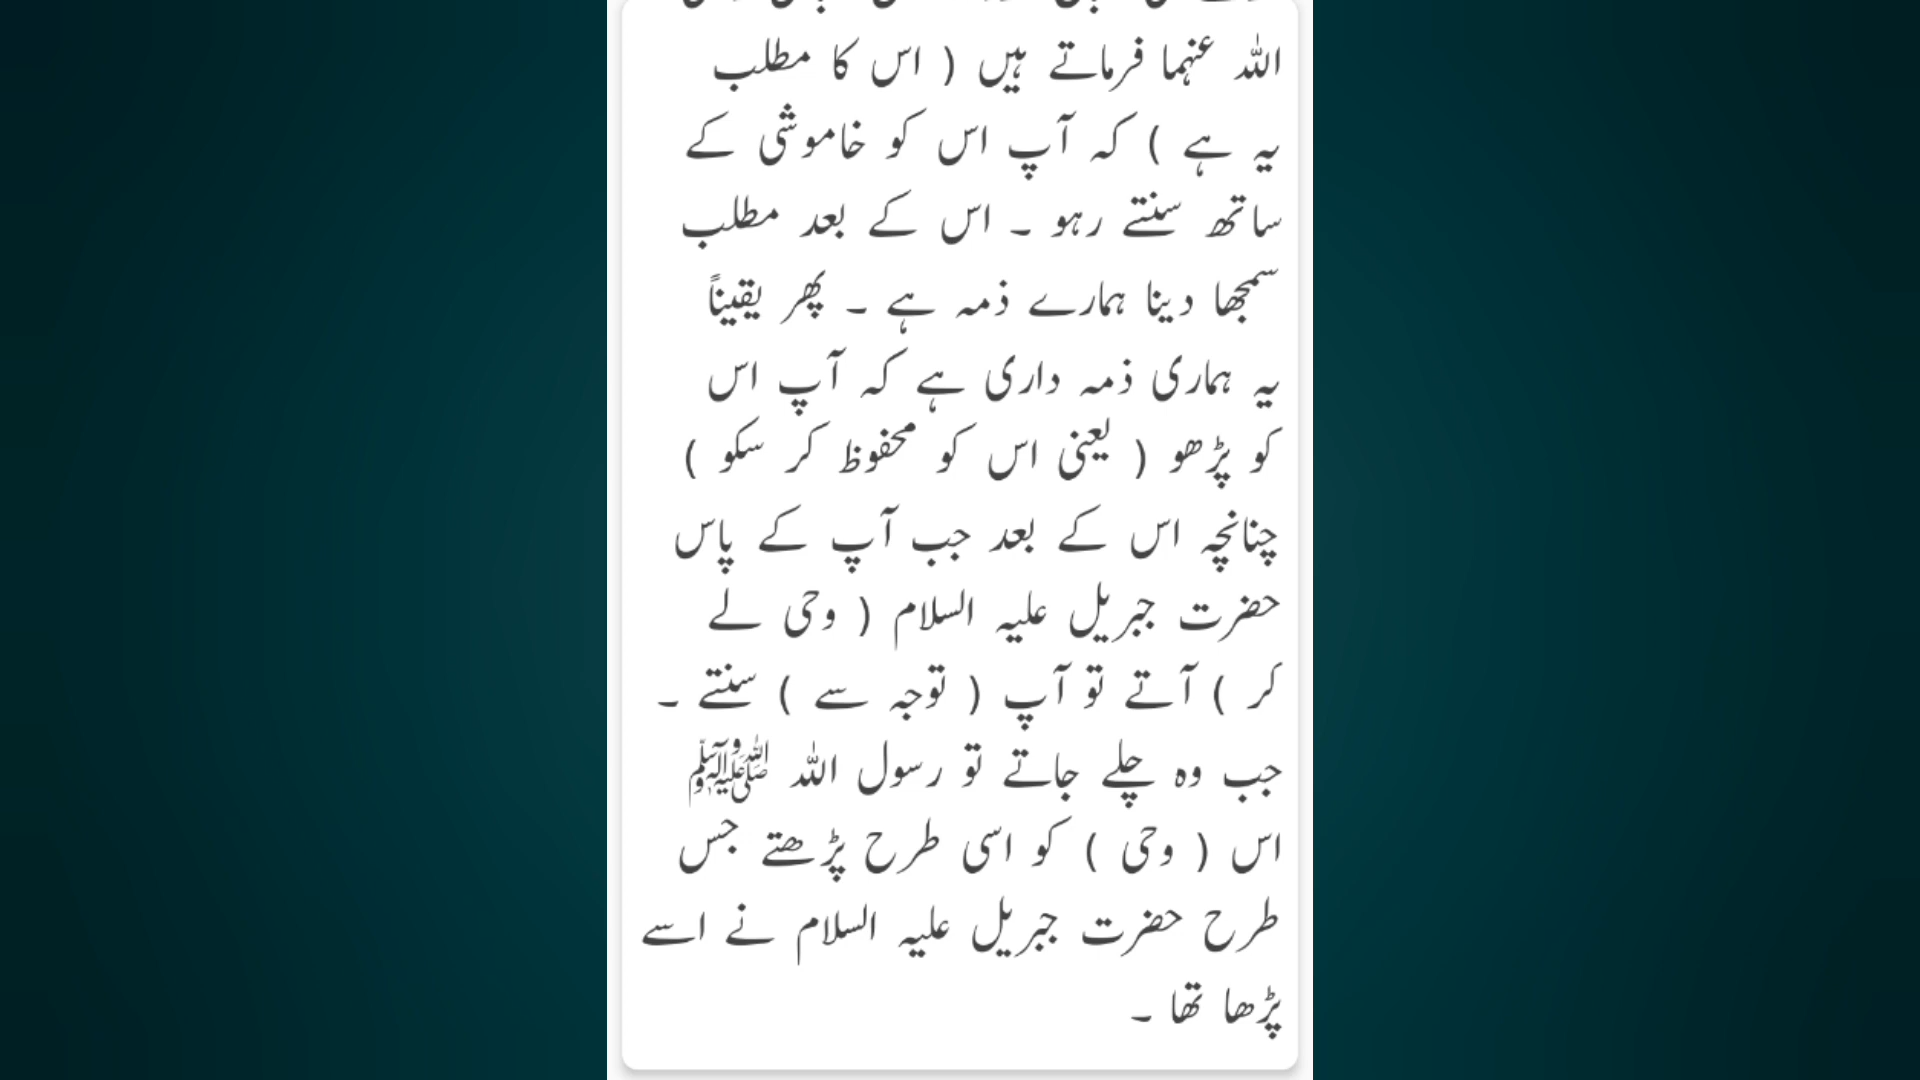 اللہ عنہما فرماتے ہیں ( اس کا مطلب
یہ ہے ) کہ آپ اس کو خاموشی کے
ساتھ سنتے رہو ۔ اس کے بعد مطلب
سمجھا دینا ہمارے ذمہ ہے ۔ پھر یقیناً
یہ ہماری ذمہ داری ہے کہ آپ اس
کو پڑھو ( یعنی اس کو محفوظ کر سکو )
چنانچہ اس کے بعد جب آپ کے پاس
حضرت جبریل علیہ السلام ( وحی لے
کر ) آتے تو آپ ( توجہ سے ) سنتے ۔
جب وہ چلے جاتے تو رسول اللہ ﷺ
اس ( وحی ) کو اسی طرح پڑھتے جس
طرح حضرت جبریل علیہ السلام نے اسے
پڑھا تھا ۔